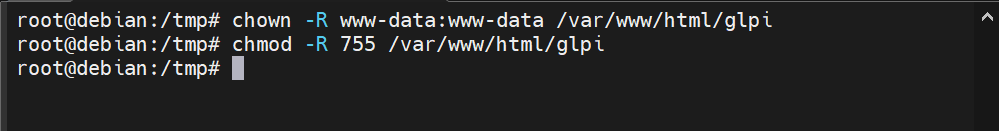 root@debian:/tmp# chown -R www-data:www-data /var/www/html/glpi
root@debian:/tmp# chmod -R 755 /var/www/html/glpi
root@debian:/tmp#